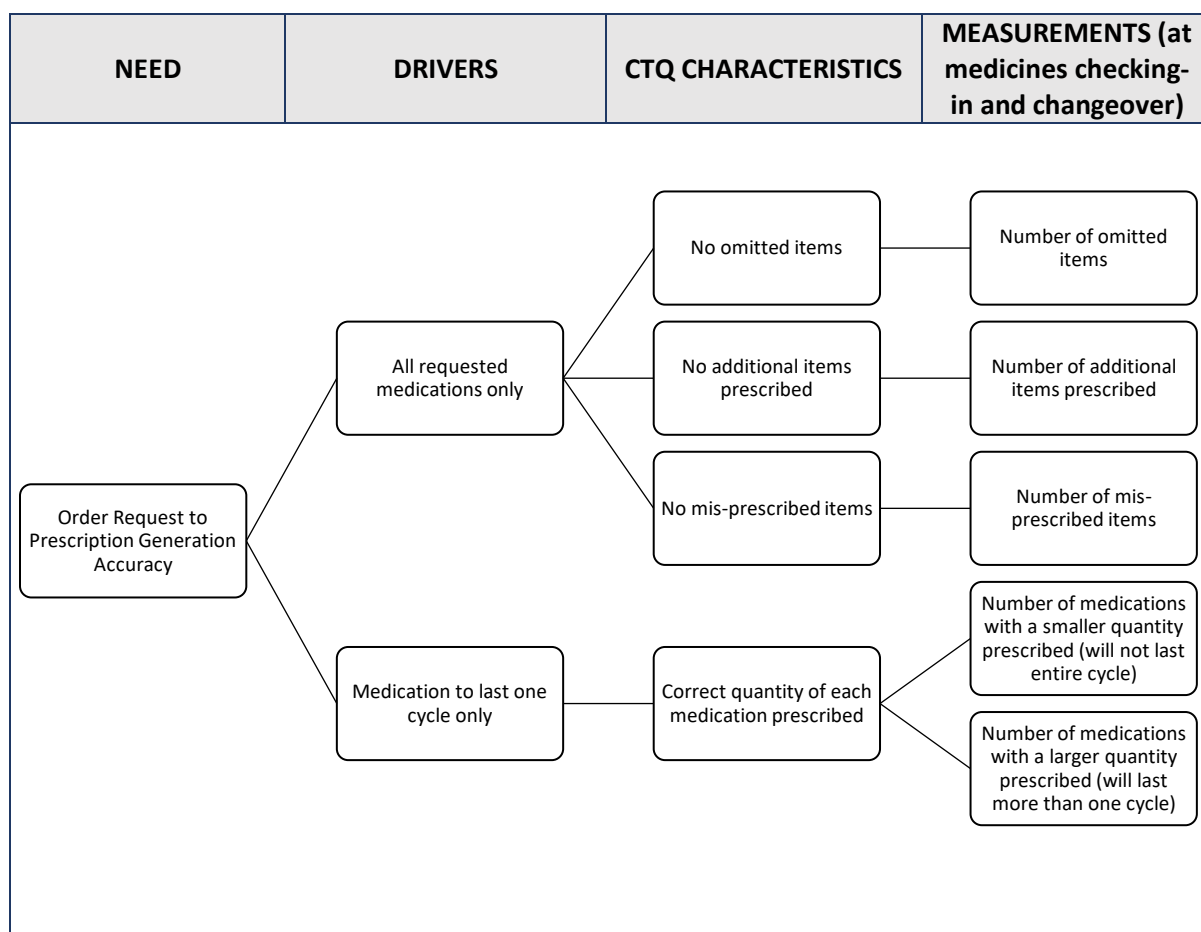 NEED
DRIVERS
CTQ CHARACTERISTICS
MEASUREMENTS (at
medicines checking-
in and changeover)
Order Request to
Prescription Generation
Accuracy
All requested
medications only
Medication to last one
cycle only
No omitted items
No additional items
prescribed
No mis-prescribed items
Correct quantity of each
medication prescribed
Number of omitted
items
Number of additional
items prescribed
Number of mis-
prescribed items
Number of medications
with a smaller quantity
prescribed (will not last
entire cycle)
Number of medications
with a larger quantity
prescribed (will last
more than one cycle)